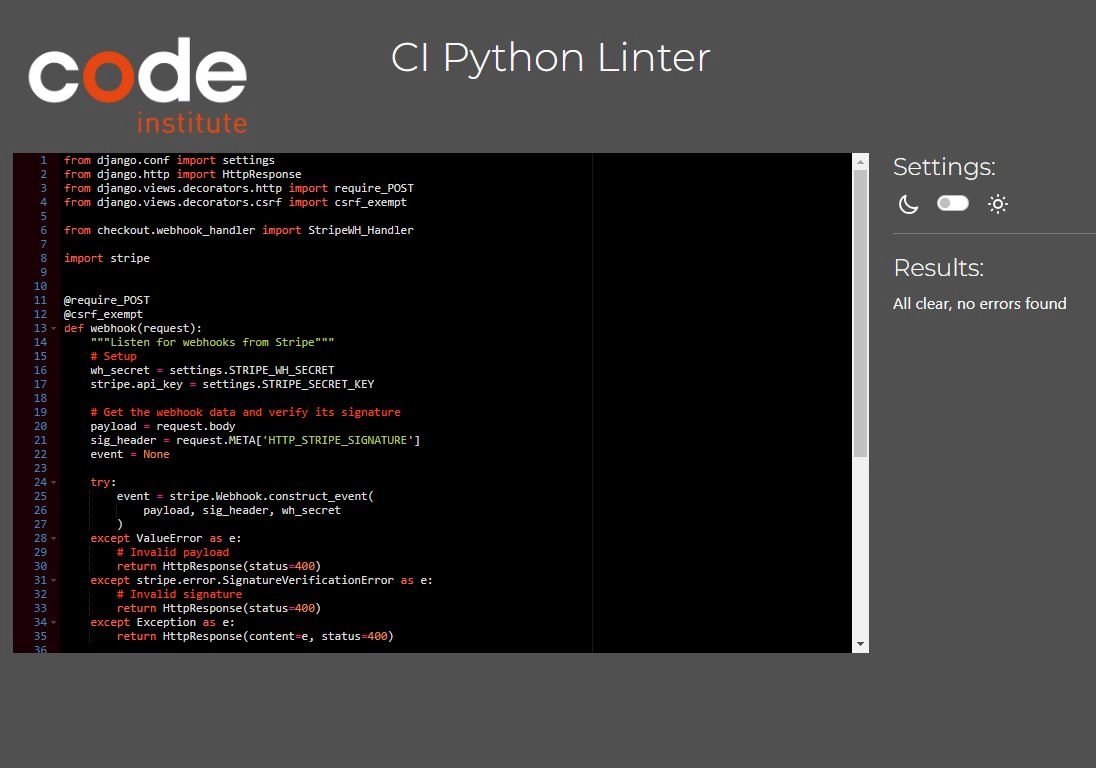 code
institute
CI Python Linter
1 from django.conf import settings
2 from django.http import HttpResponse
3 from django.views.decorators.http import require_POST
4 from django.views.decorators.csrf import csrf_exempt
5
6 from checkout.webhook_handler import StripeWH_Handler
7
8 import stripe
9
10
11 @require_POST
12 @csrf_exempt
13 def webhook(request):
14     """Listen for webhooks from Stripe"""
15     # Setup
16     wh_secret = settings.STRIPE_WH_SECRET
17     stripe.api_key = settings.STRIPE_SECRET_KEY
18
19     # Get the webhook data and verify its signature
20     payload = request.body
21     sig_header = request.META['HTTP_STRIPE_SIGNATURE']
22     event = None
23
24     try:
25         event = stripe.Webhook.construct_event(
26             payload, sig_header, wh_secret
27         )
28     except ValueError as e:
29         # Invalid payload
30         return HttpResponse(status=400)
31     except stripe.error.SignatureVerificationError as e:
32         # Invalid signature
33         return HttpResponse(status=400)
34     except Exception as e:
35         return HttpResponse(content=e, status=400)
36
Settings:
Results:
All clear, no errors found